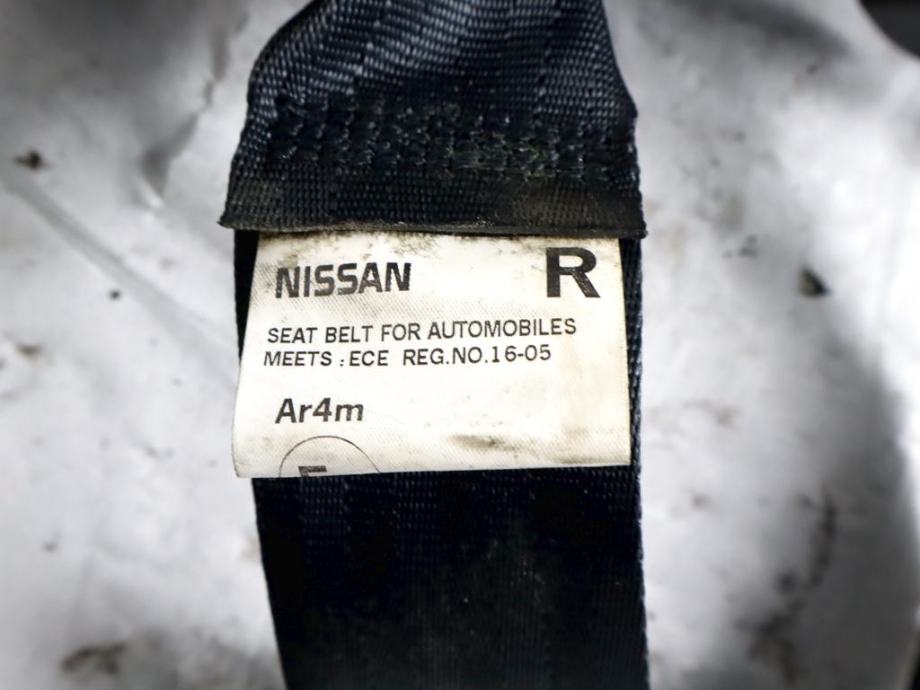 NISSAN R
SEAT BELT FOR AUTOMOBILES
MEETS : ECE REG.NO.16-05
Ar4m